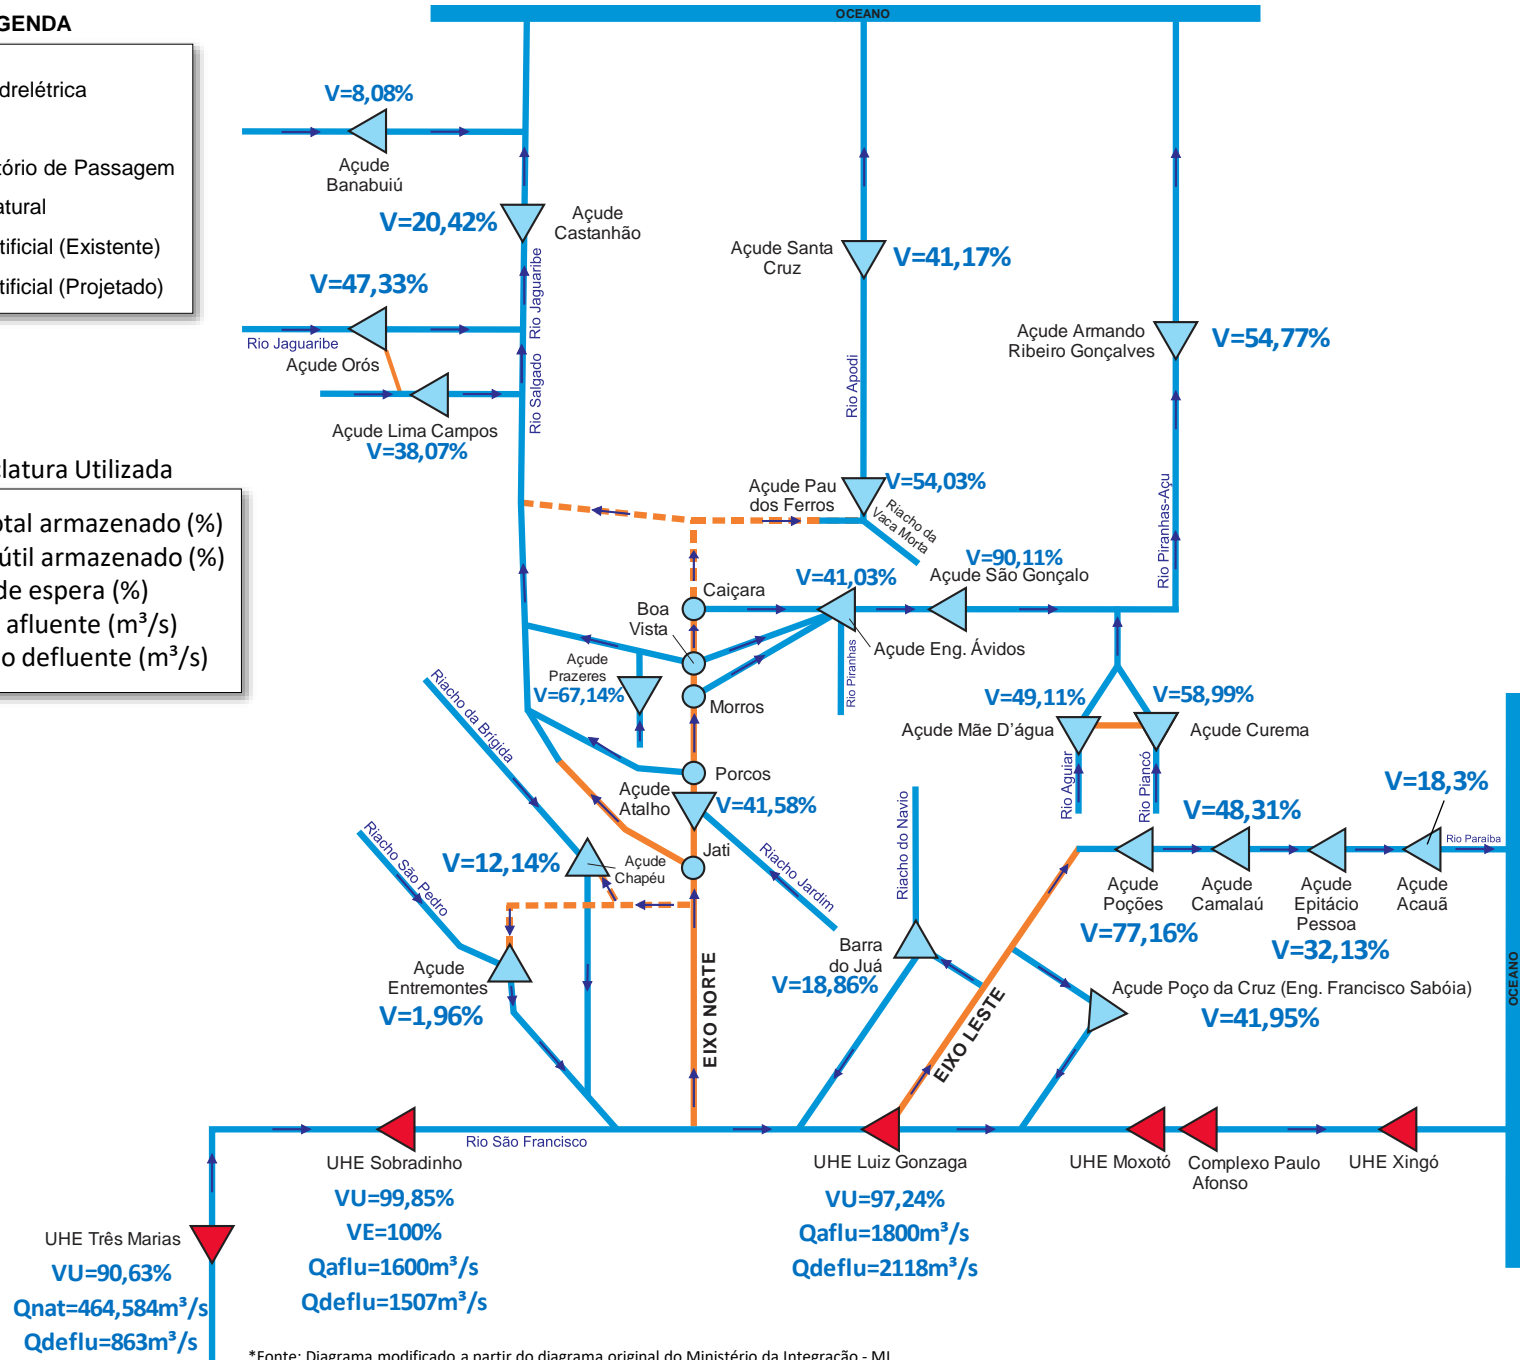 OCEANO
GENDA
drelétrica
tório de Passagem
atural
tificial (Existente)
tificial (Projetado)
clatura Utilizada
otal armazenado (%)
útil armazenado (%)
de espera (%)
afluente (m³/s)
o defluente (m³/s)
V=8,08%
Açude
Banabuiú
V=20,42%
Açude
Castanhão
Rio Jaguaribe
V=47,33%
Rio Jaguaribe
Açude Orós
Rio Salgado
Açude Lima Campos
V=38,07%
Açude Santa
Cruz
V=41,17%
Rio Apodi
Açude Armando
Ribeiro Gonçalves
V=54,77%
Rio Piranhas-Açu
Açude Pau
dos Ferros
V=54,03%
Riacho da
Vaca Morta
V=90,11%
Açude São Gonçalo
V=41,03%
Caiçara
Boa
Vista
Açude Eng. Ávidos
Rio Piranhas
Açude
Prazeres
V=67,14%
Morros
Riacho da Brígida
Porcos
Açude
Atalho
V=41,58%
Jati
Riacho Jardim
V=12,14%
Açude
Chapéu
Riacho São Pedro
Açude
Entremontes
V=1,96%
EIXO NORTE
V=49,11%
Açude Mãe D'água
V=58,99%
Açude Curema
Rio Aguiar
Rio Piancó
V=18,3%
V=48,31%
Rio Paraíba
Açude
Poções
V=77,16%
Açude
Camalaú
Açude
Epitácio
Pessoa
V=32,13%
Açude
Acauã
Riacho do Navio
Barra
do Juá
V=18,86%
EIXO LESTE
Açude Poço da Cruz (Eng. Francisco Sabóia)
V=41,95%
OCEANO
Rio São Francisco
UHE Sobradinho
VU=99,85%
VE=100%
Qaflu=1600m³/s
Qdeflu=1507m³/s
UHE Luiz Gonzaga
VU=97,24%
Qaflu=1800m³/s
Qdeflu=2118m³/s
UHE Moxotó
Complexo Paulo
Afonso
UHE Xingó
UHE Três Marias
VU=90,63%
Qnat=464,584m³/s
Qdeflu=863m³/s
*Fonte: Diagrama modificado a partir do diagrama original do Ministério da Integração - MI